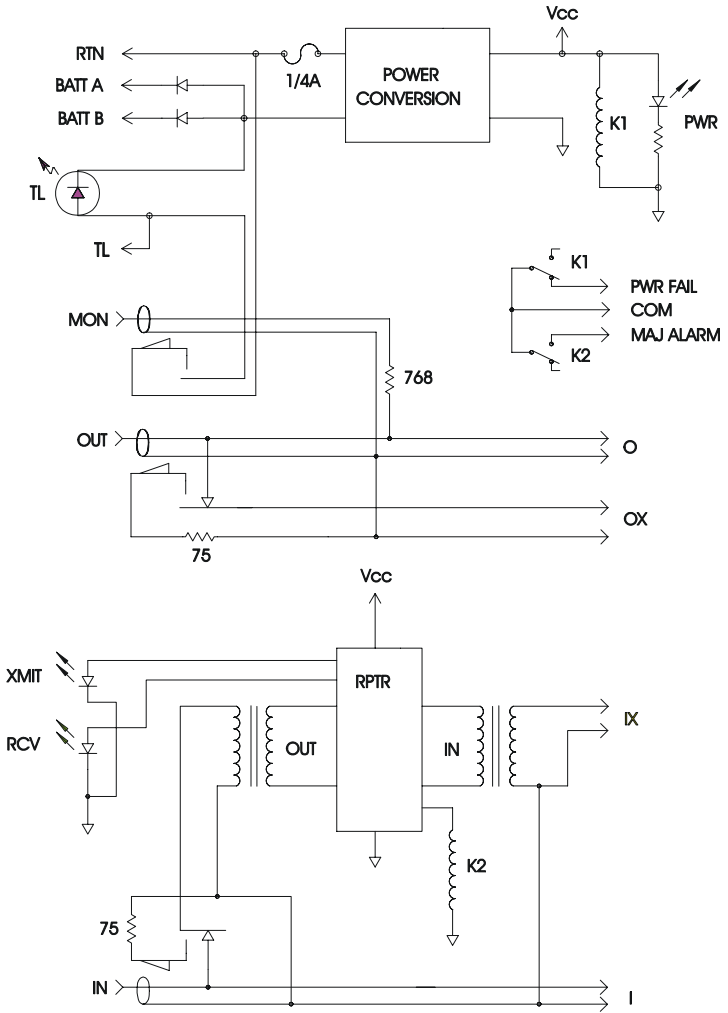 Vcc
RTN
1/4A
POWER
CONVERSION
BATT A
BATT B
K1
PWR
TL
TL
K1
PWR FAIL
COM
MAJ ALARM
K2
MON
768
OUT
O
OX
75
Vcc
XMIT
RPTR
RCV
OUT
IN
IX
K2
75
IN
I